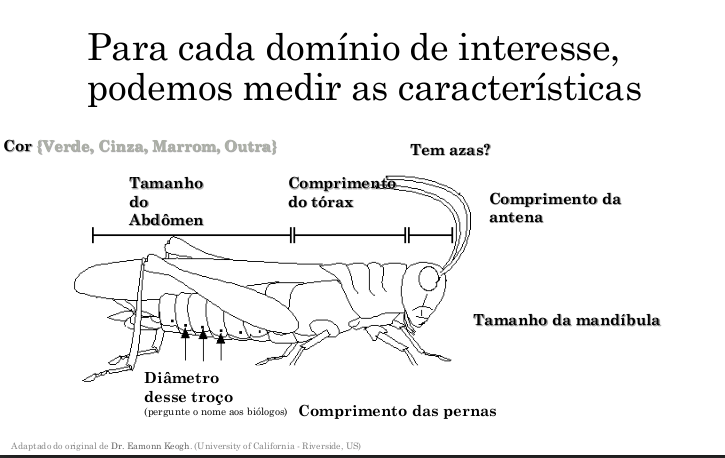 Para cada domínio de interesse,
podemos medir as características
Cor {Verde, Cinza, Marrom, Outra}
Tem azas?
Tamanho
do
Abdômen
Comprimento
do tórax
Comprimento da
antena
Tamanho da mandíbula
Diâmetro
desse troço
(pergunte o nome aos biólogos)
Comprimento das pernas
Adaptado do original de Dr. Eamonn Keogh. (University of California - Riverside, US)